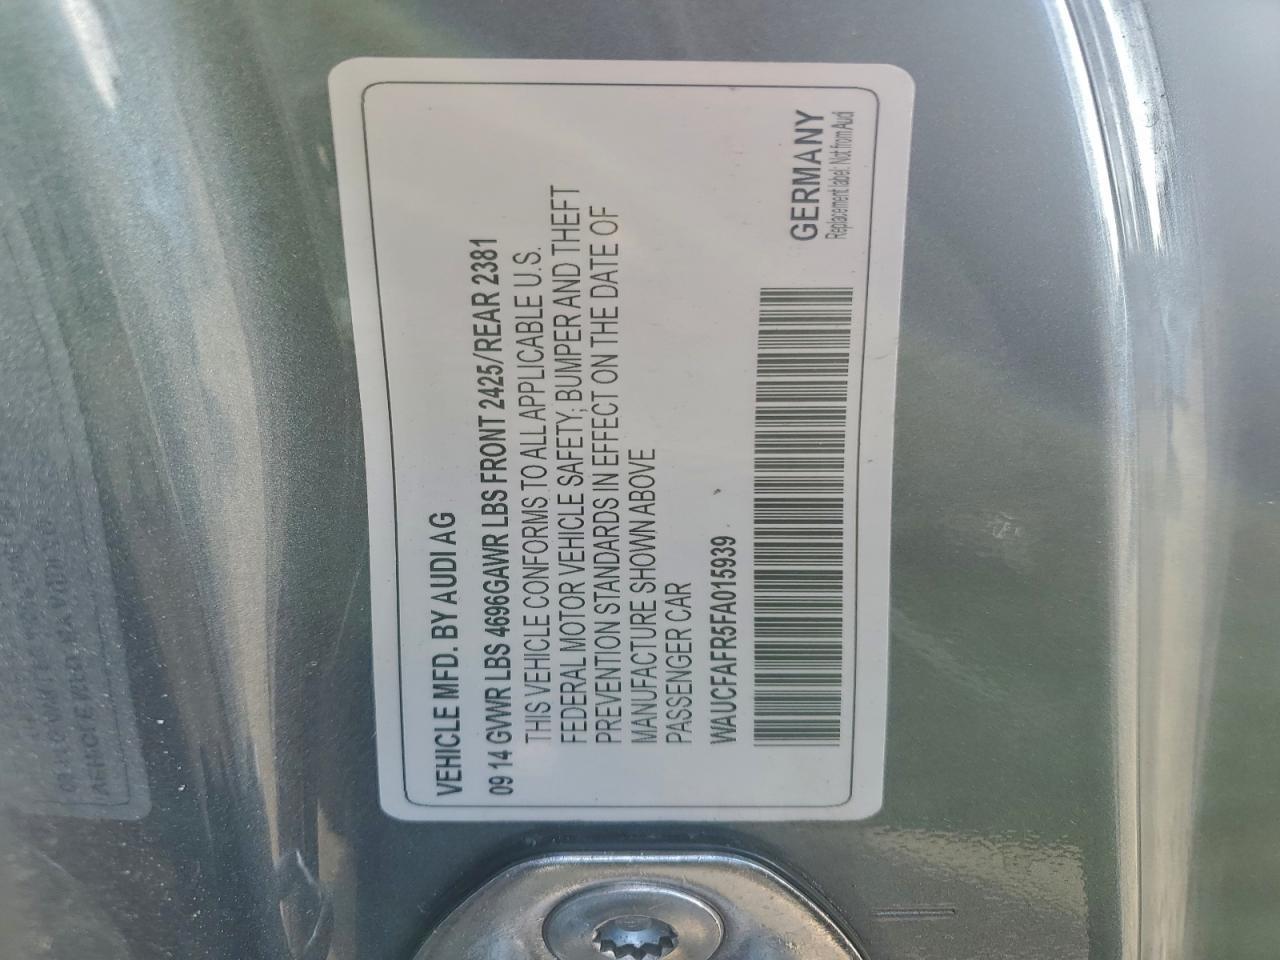 VEHICLE MFD. BY AUDI AG
09 14 GVWR LBS 4696GAWR LBS FRONT 2425/REAR 2381
THIS VEHICLE CONFORMS TO ALL APPLICABLE U.S.
FEDERAL MOTOR VEHICLE SAFETY; BUMPER AND THEFT
PREVENTION STANDARDS IN EFFECT ON THE DATE OF
MANUFACTURE SHOWN ABOVE
PASSENGER CAR
WAUCFAFR5FA015939
GERMANY
Replacement label: Not from Aud